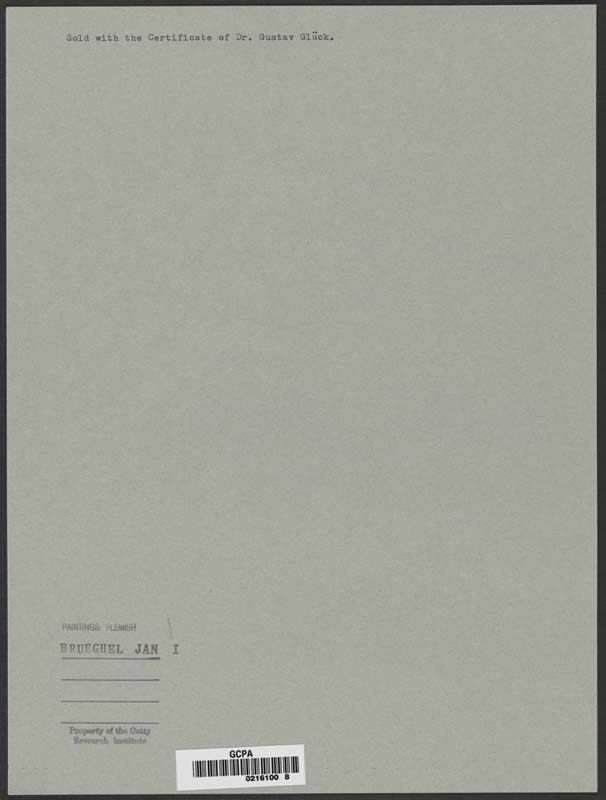 Sold with the Certificate of Dr. Gustav Glück.
PAINTINGS: FLEMISH
BRUEGHEL JAN I
Property of the Getty
Research Institute
GCPA
0216100 8